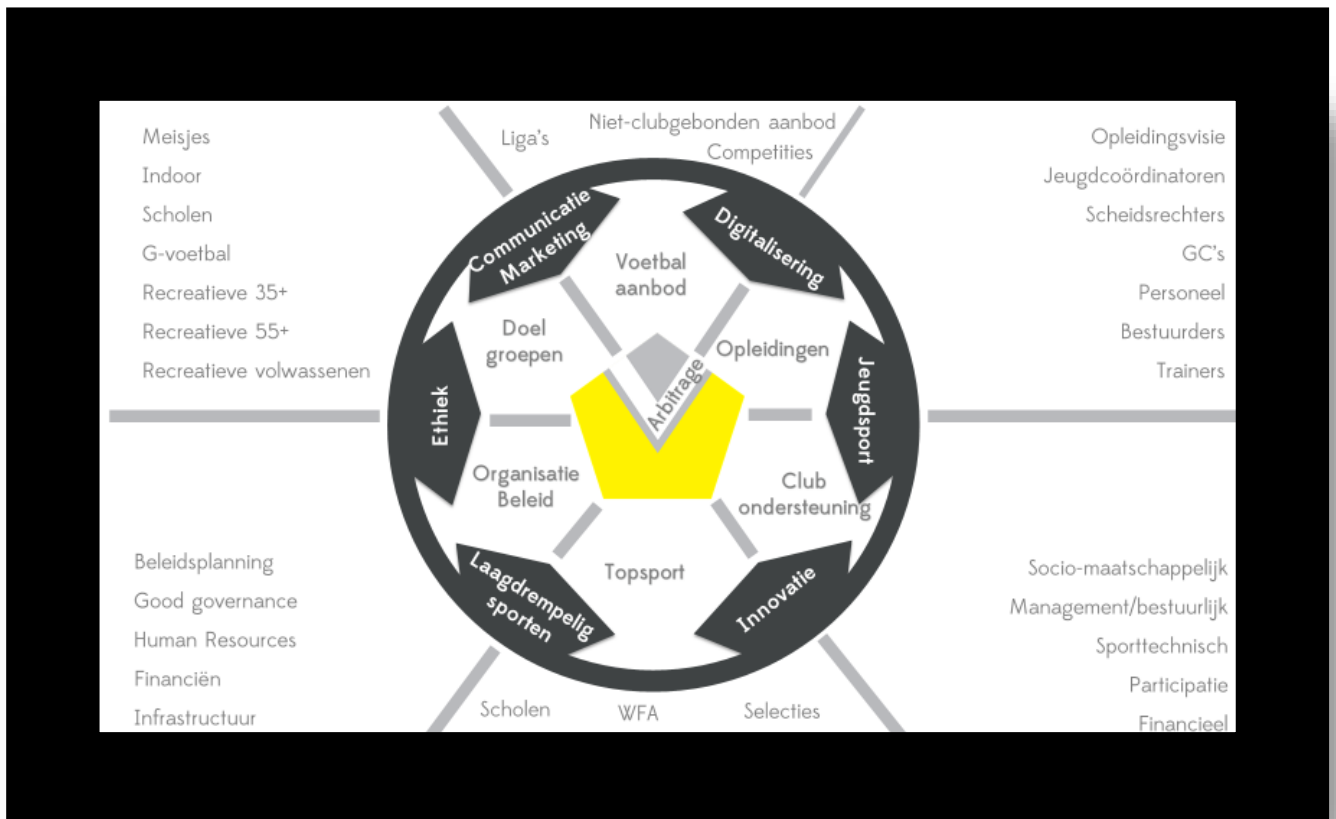 Meisjes
Indoor
Scholen
G-voetbal
Recreatieve 35+
Recreatieve 55+
Recreatieve volwassenen
Liga's
Niet-clubgebonden aanbod
Competities
Opleidingsvisie
Jeugdcoördinatoren
Scheidsrechters
GC's
Personeel
Bestuurders
Trainers
Communicatie
Marketing
Digitalisering
Voetbal
aanbod
Doel
groepen
Opleidingen
Arbitrage
Ethiek
Jeugdsport
Organisatie
Beleid
Club
ondersteuning
Topsport
Laagdrempelig
sporten
Innovatie
Beleidsplanning
Good governance
Human Resources
Financiën
Infrastructuur
Scholen
WFA
Selecties
Socio-maatschappelijk
Management/bestuurlijk
Sporttechnisch
Participatie
Financieel